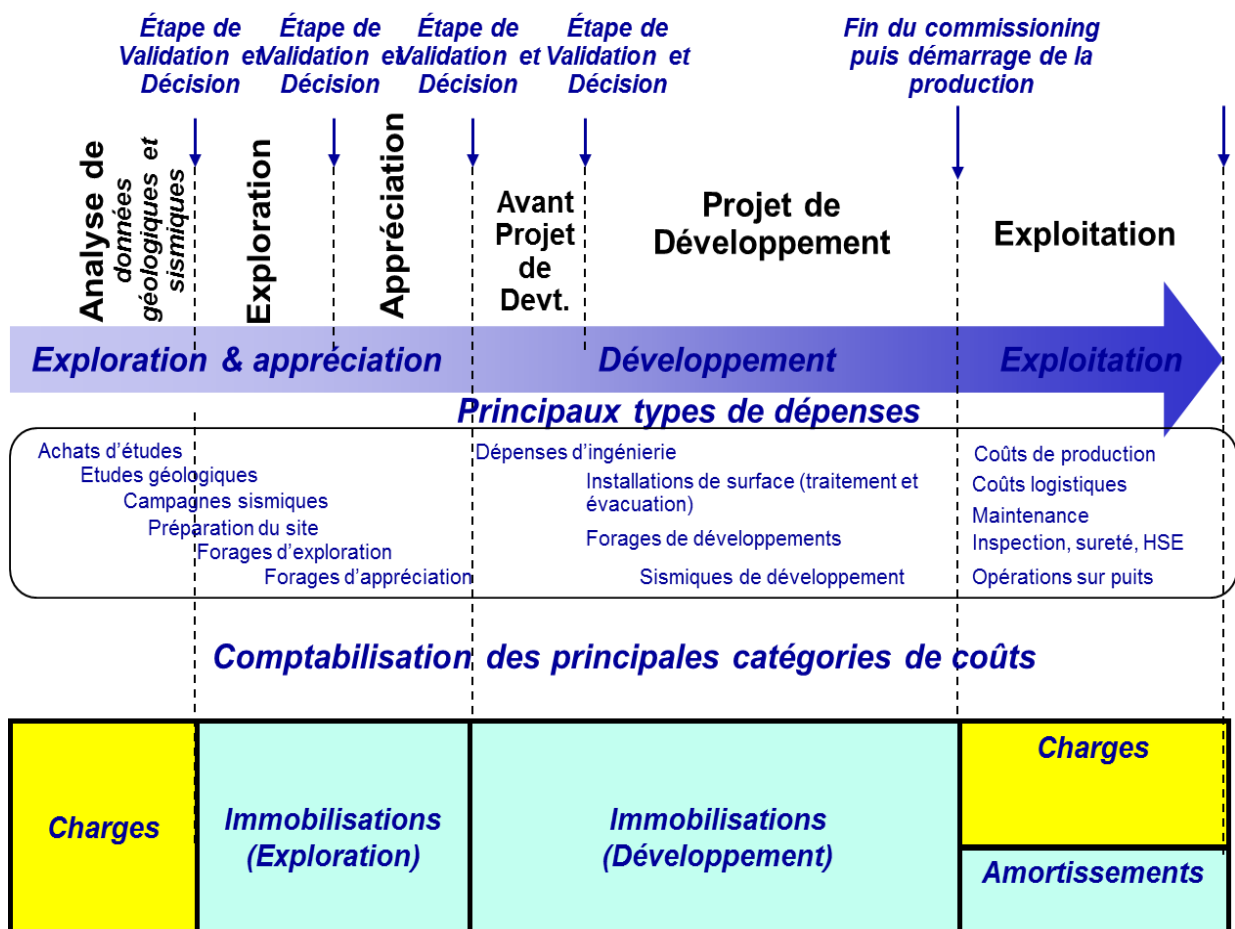 Étape de
Validation et
Décision
Étape de
Validation et
Décision
Étape de
Validation et
Décision
Étape de
Validation et
Décision
Fin du commissioning
puis démarrage de la
production
Analyse de
données
géologiques et
sismiques
Exploration
Appréciation
Avant
Projet
de
Devt.
Projet de
Développement
Exploitation
Exploration & appréciation
Développement
Exploitation
Principaux types de dépenses
Achats d'études
Etudes géologiques
Campagnes sismiques
Préparation du site
Forages d'exploration
Forages d'appréciation
Dépenses d'ingénierie
Installations de surface (traitement et
évacuation)
Forages de développements
Sismiques de développement
Coûts de production
Coûts logistiques
Maintenance
Inspection, sureté, HSE
Opérations sur puits
Comptabilisation des principales catégories de coûts
Charges
Immobilisations
(Exploration)
Immobilisations
(Développement)
Charges
Amortissements